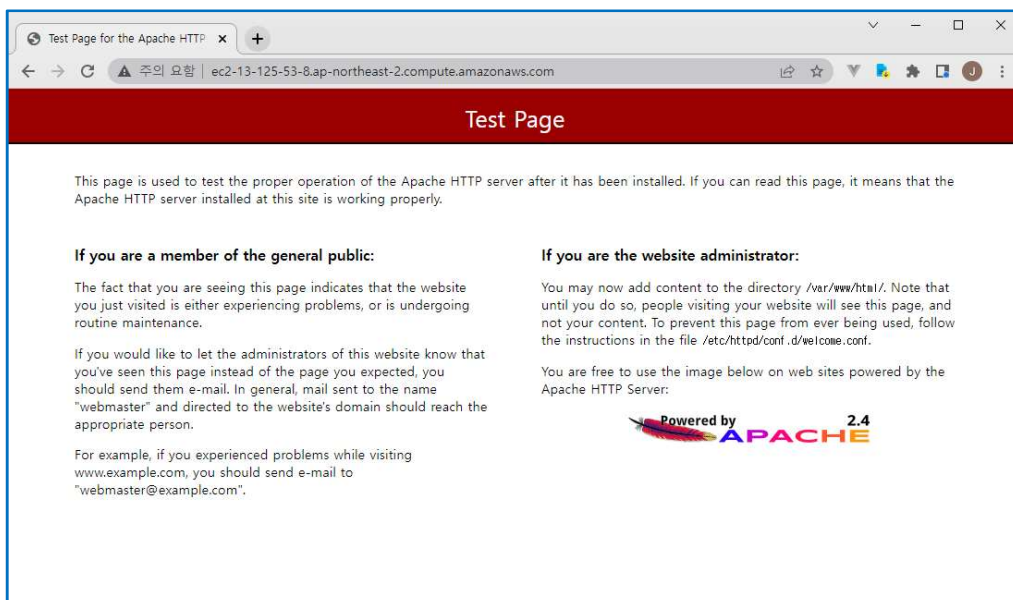 Test Page for the Apache HTTP
주의 요함 | ec2-13-125-53-8.ap-northeast-2.compute.amazonaws.com
J
Test Page
This page is used to test the proper operation of the Apache HTTP server after it has been installed. If you can read this page, it means that the
Apache HTTP server installed at this site is working properly.
If you are a member of the general public:
The fact that you are seeing this page indicates that the website
you just visited is either experiencing problems, or is undergoing
routine maintenance.
If you would like to let the administrators of this website know that
you've seen this page instead of the page you expected, you
should send them e-mail. In general, mail sent to the name
"webmaster" and directed to the website's domain should reach the
appropriate person.
For example, if you experienced problems while visiting
www.example.com, you should send e-mail to
"webmaster@example.com".
If you are the website administrator:
You may now add content to the directory /var/www/html/. Note that
until you do so, people visiting your website will see this page, and
not your content. To prevent this page from ever being used, follow
the instructions in the file /etc/httpd/conf.d/welcome.conf.
You are free to use the image below on web sites powered by the
Apache HTTP Server:
Powered by 2.4
APACHE